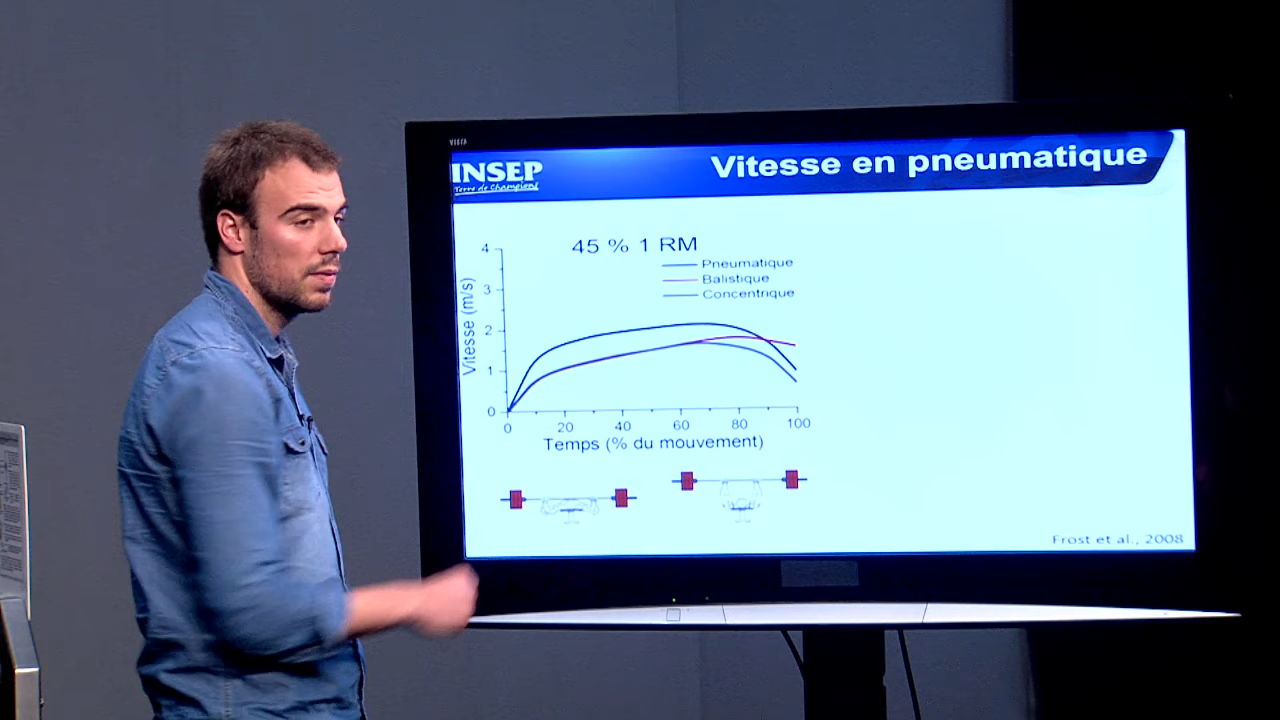 VISIA
INSEP
Terre de Champions
Vitesse en pneumatique
45 % 1 RM
Pneumatique
Balistique
Concentrique
Vitesse (m/s)
4
3
2
1
0
0 20 40 60 80 100
Temps (% du mouvement)
Frost et al., 2008